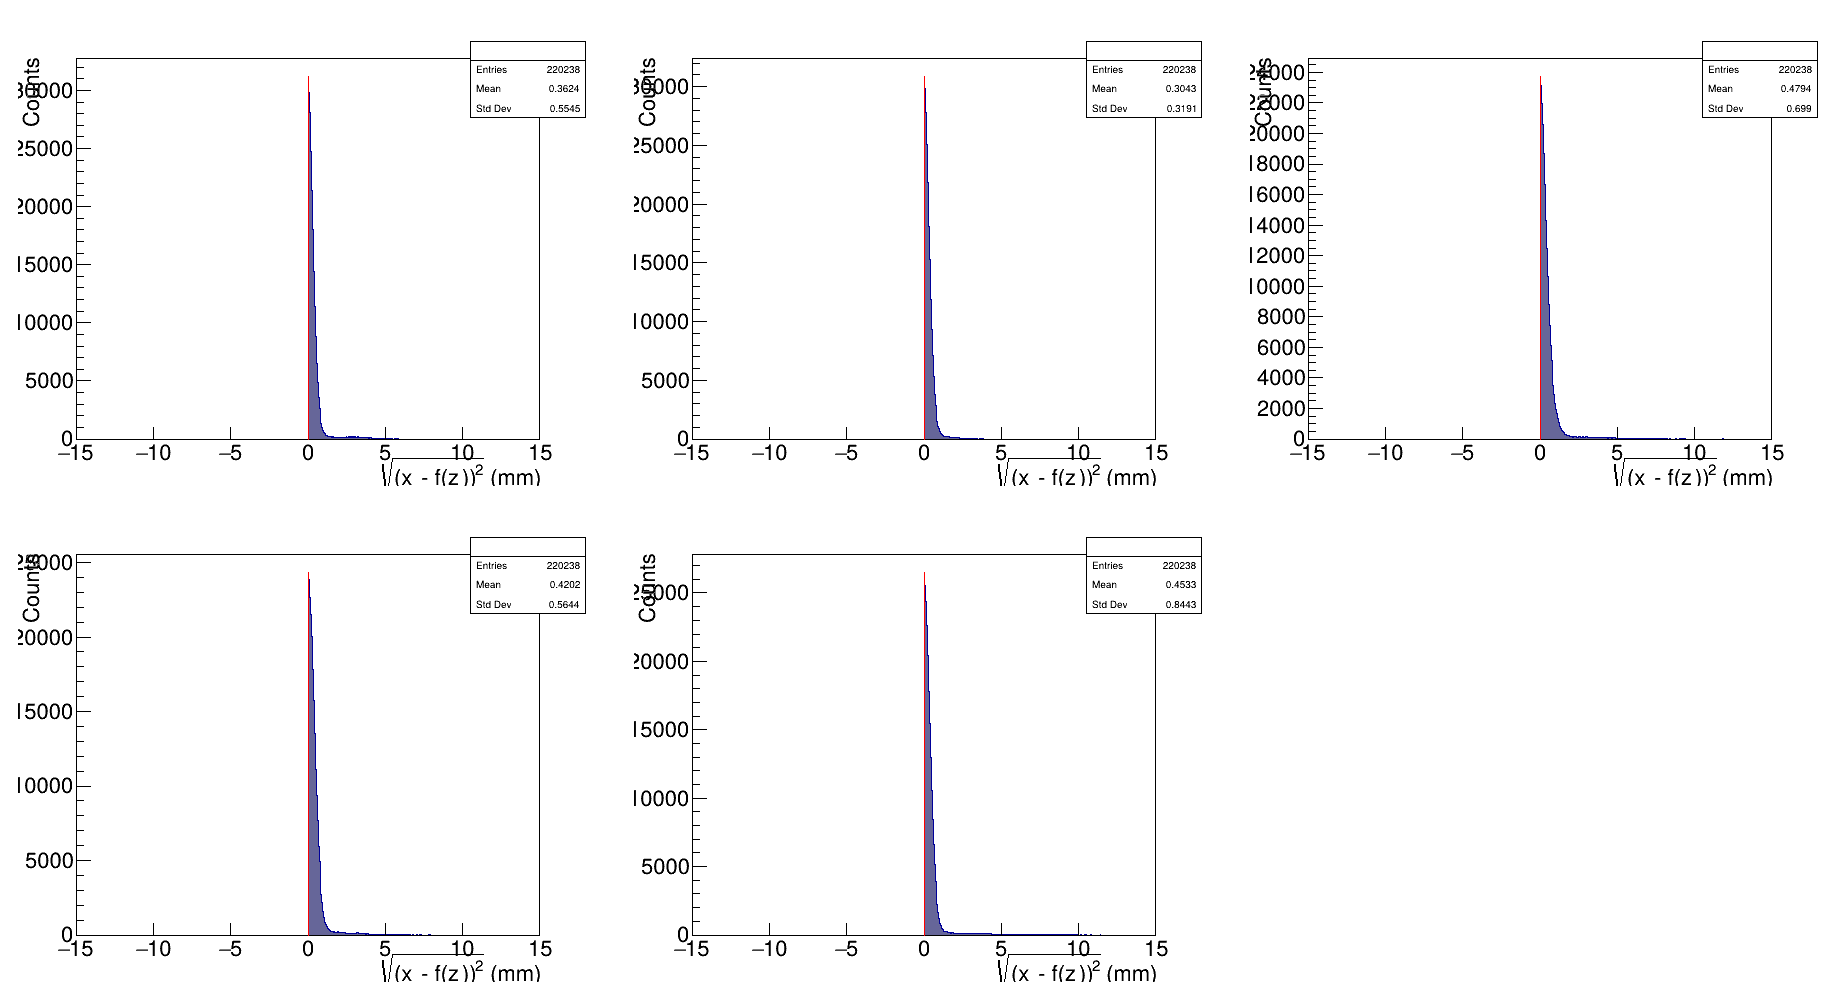 Counts
Entries 220238
Mean 0.3624
Std Dev 0.5545
30000
25000
20000
15000
10000
5000
0
−15 −10 −5 0 5 10 15
√(x - f(z))² (mm)
Counts
Entries 220238
Mean 0.3043
Std Dev 0.3191
30000
25000
20000
15000
10000
5000
0
−15 −10 −5 0 5 10 15
√(x - f(z))² (mm)
Counts
Entries 220238
Mean 0.4794
Std Dev 0.699
24000
22000
20000
18000
16000
14000
12000
10000
8000
6000
4000
2000
0
−15 −10 −5 0 5 10 15
√(x - f(z))² (mm)
Counts
Entries 220238
Mean 0.4202
Std Dev 0.5644
25000
20000
15000
10000
5000
0
−15 −10 −5 0 5 10 15
√(x - f(z))² (mm)
Counts
Entries 220238
Mean 0.4533
Std Dev 0.8443
25000
20000
15000
10000
5000
0
−15 −10 −5 0 5 10 15
√(x - f(z))² (mm)